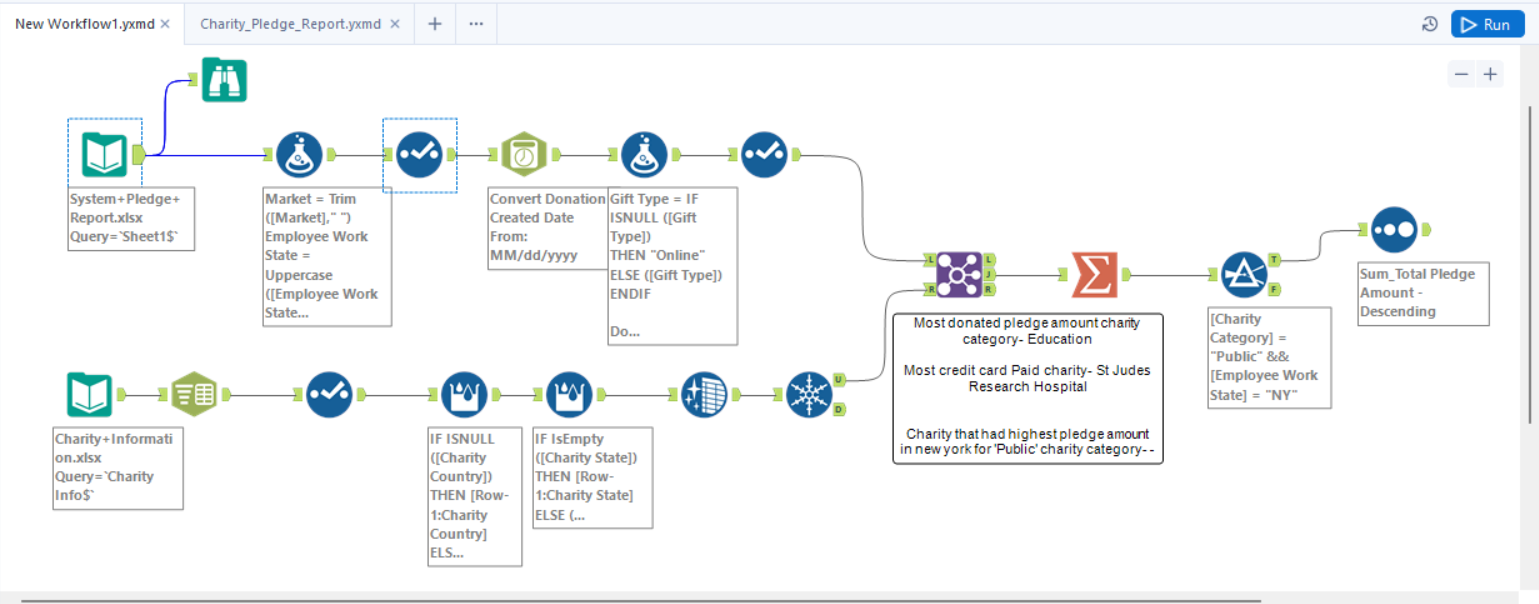 New Workflow1.yxmd ×
Charity_Pledge_Report.yxmd ×
+
...
Run
− +
System+Pledge+
Report.xlsx
Query=`Sheet1$`
Market = Trim
([Market]," ")
Employee Work
State =
Uppercase
([Employee Work
State...
Convert Donation
Created Date
From:
MM/dd/yyyy
Gift Type = IF
ISNULL ([Gift
Type])
THEN "Online"
ELSE ([Gift Type])
ENDIF
Do...
L
R
L
J
R
T
F
Sum_Total Pledge
Amount -
Descending
Most donated pledge amount charity
category- Education
Most credit card Paid charity- St Judes
Research Hospital
Charity that had highest pledge amount
in new york for 'Public' charity category--
[Charity
Category] =
"Public" &&
[Employee Work
State] = "NY"
U
D
Charity+Informati
on.xlsx
Query=`Charity
Info$`
IF ISNULL
([Charity
Country])
THEN [Row-
1:Charity
Country]
ELS...
IF IsEmpty
([Charity State])
THEN [Row-
1:Charity State]
ELSE (...